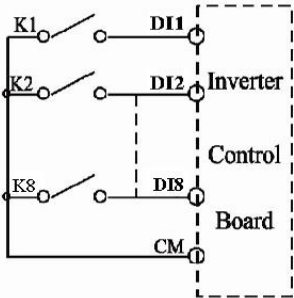 K1 DI1
K2 DI2 Inverter
Control
K8 DI8
Board
CM